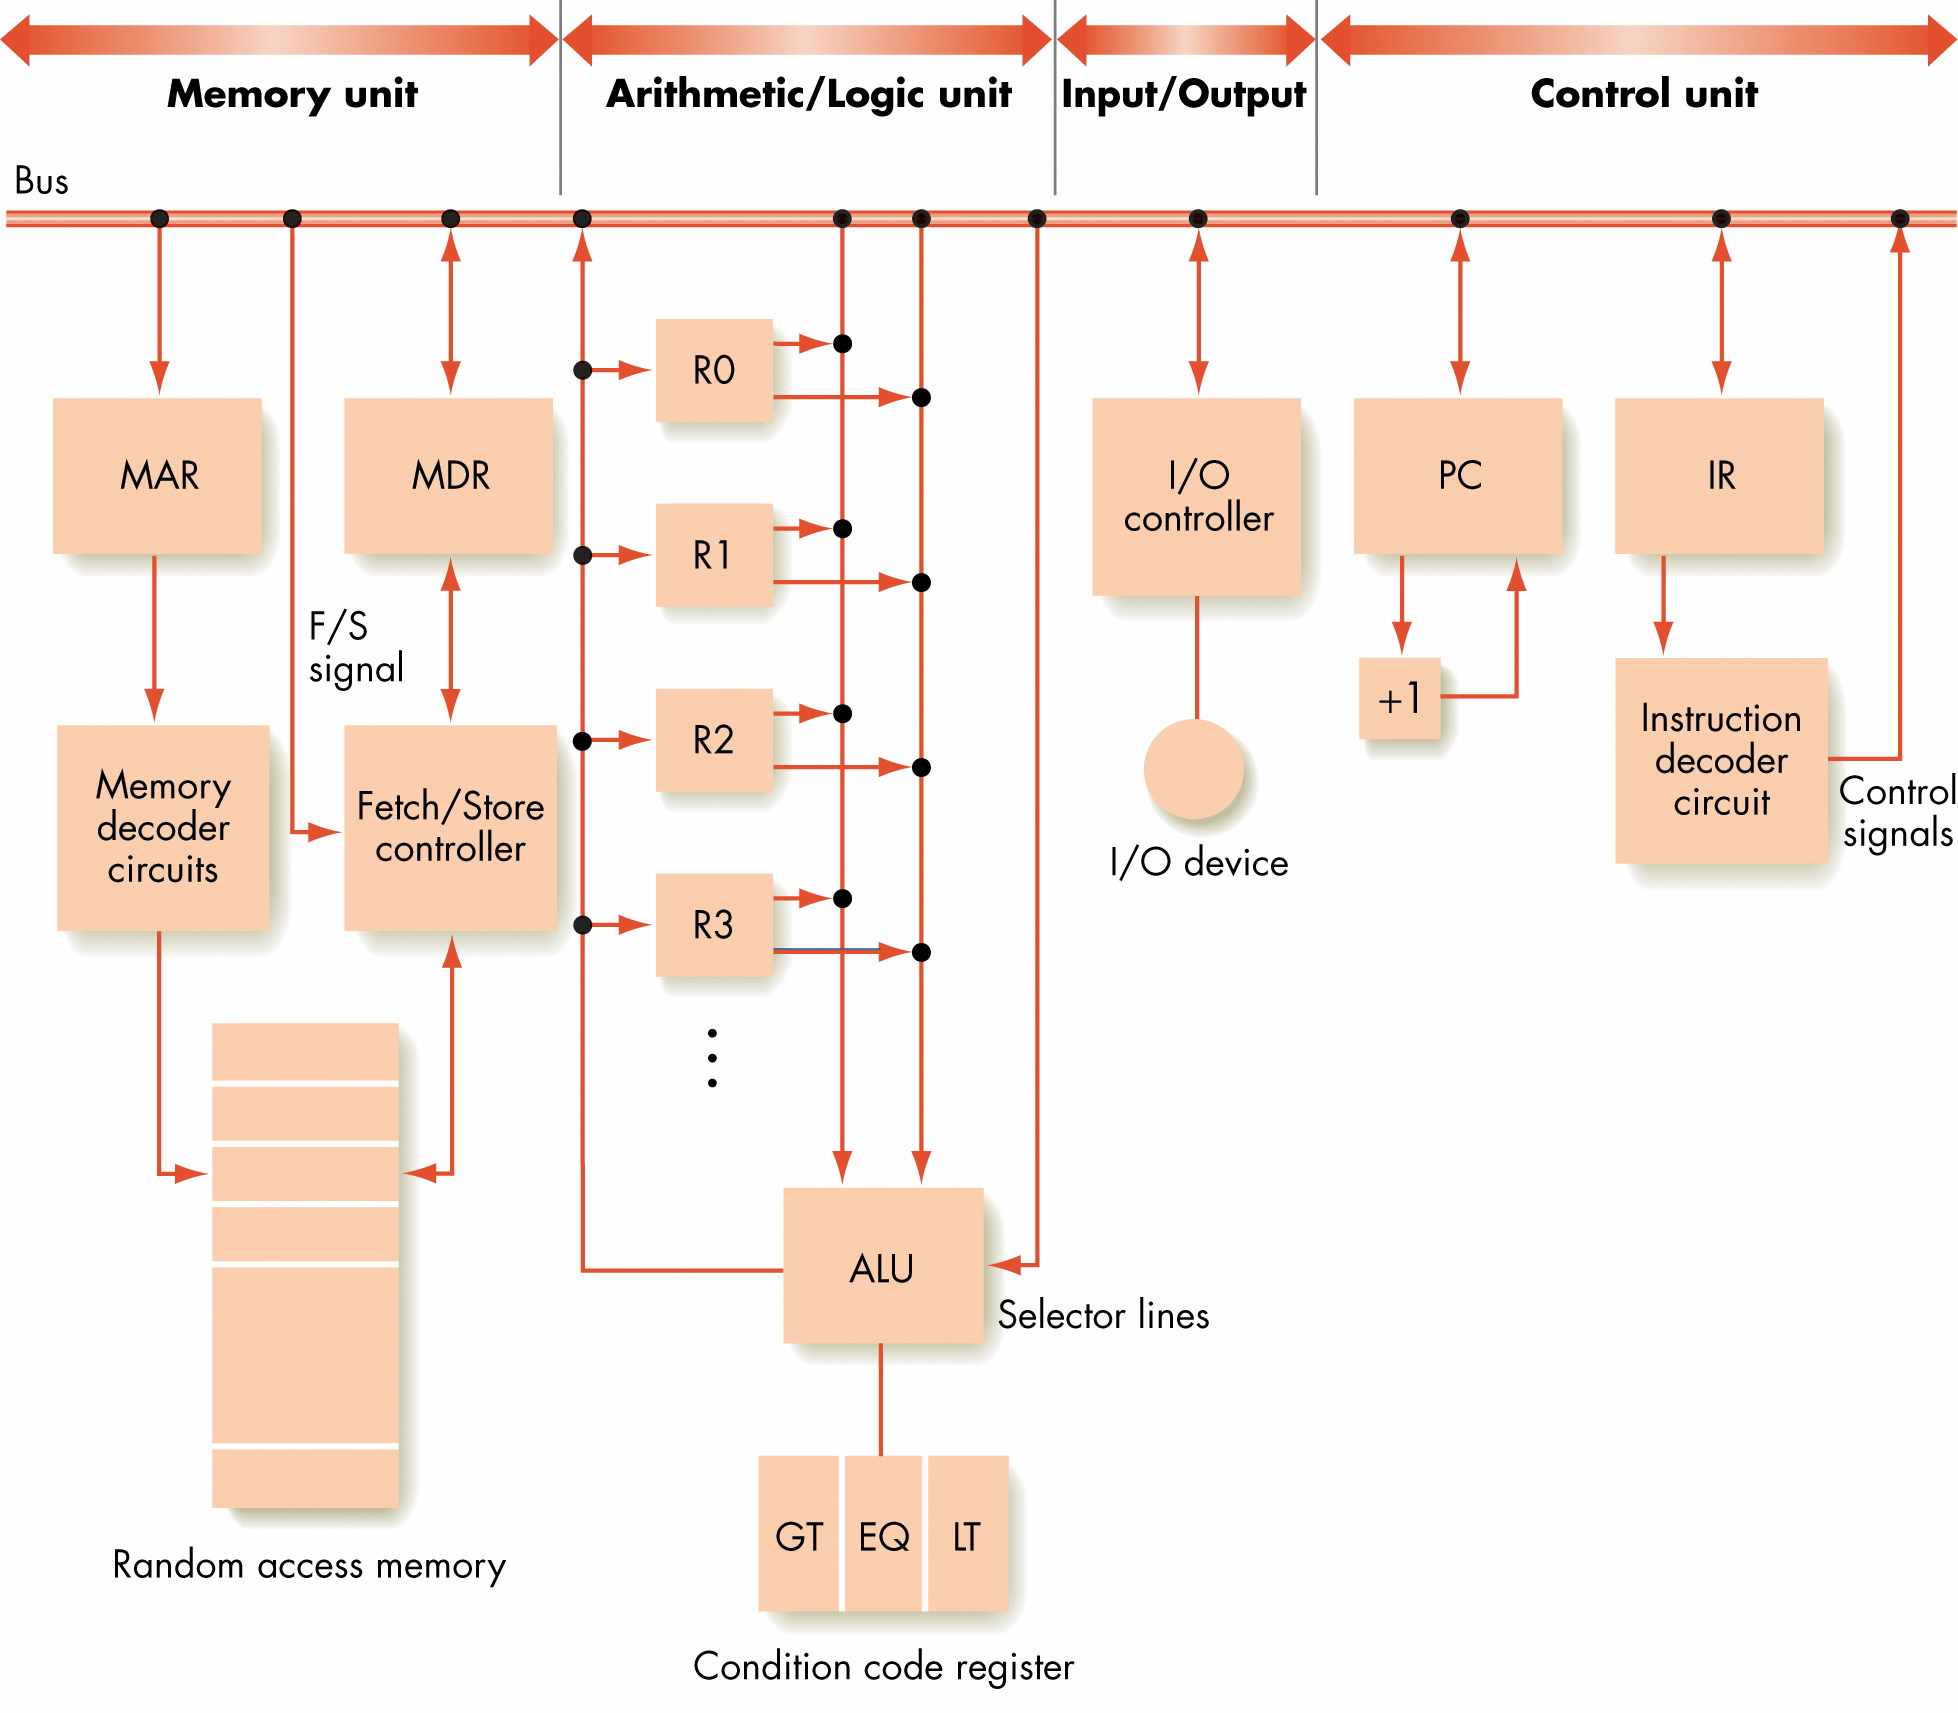 Memory unit
Arithmetic/Logic unit
Input/Output
Control unit
Bus
MAR
MDR
F/S
signal
Memory
decoder
circuits
Fetch/Store
controller
Random access memory
R0
R1
R2
R3
ALU
Selector lines
GT
EQ
LT
Condition code register
I/O
controller
I/O device
PC
+1
IR
Instruction
decoder
circuit
Control
signals